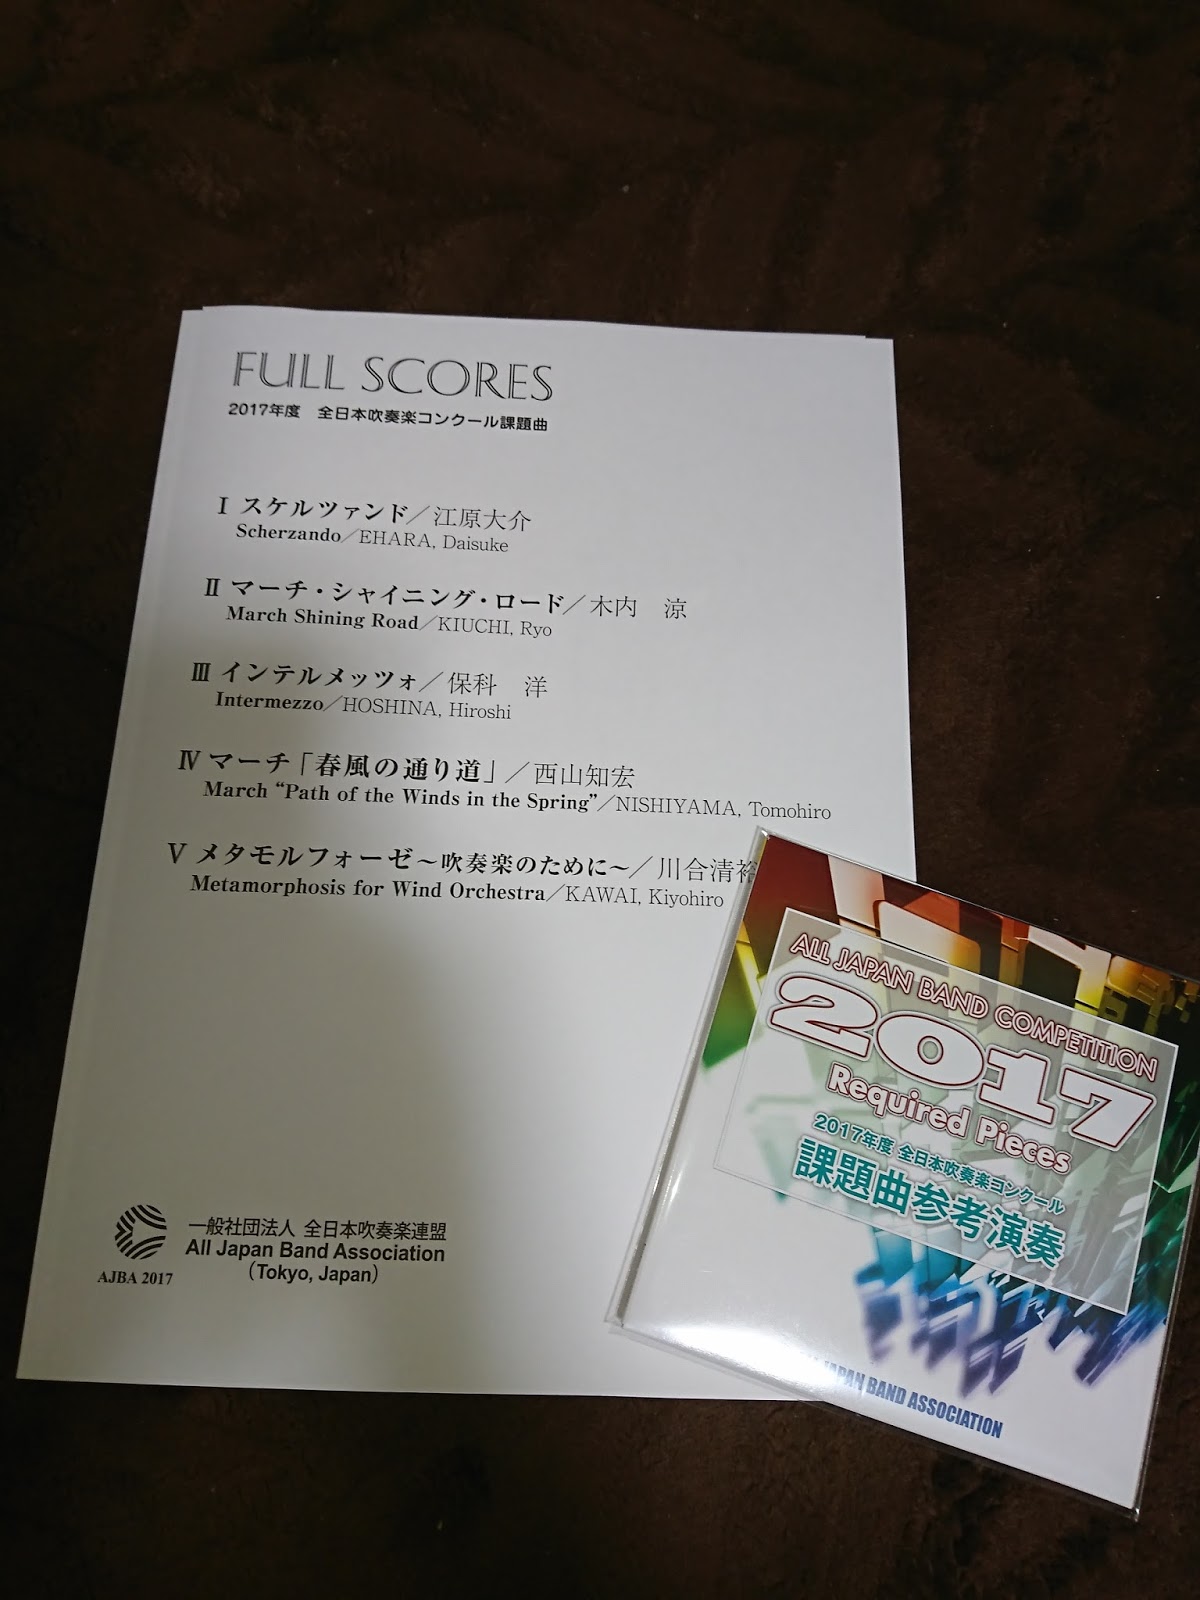 FULL SCORES
2017年度　全日本吹奏楽コンクール課題曲
Ⅰ スケルツァンド／江原大介
Scherzando／EHARA, Daisuke
Ⅱ マーチ・シャイニング・ロード／木内　涼
March Shining Road／KIUCHI, Ryo
Ⅲ インテルメッツォ／保科　洋
Intermezzo／HOSHINA, Hiroshi
Ⅳ マーチ「春風の通り道」／西山知宏
March “Path of the Winds in the Spring”／NISHIYAMA, Tomohiro
Ⅴ メタモルフォーゼ～吹奏楽のために～／川合清裕
Metamorphosis for Wind Orchestra／KAWAI, Kiyohiro
一般社団法人 全日本吹奏楽連盟
All Japan Band Association
（Tokyo, Japan）
AJBA 2017
ALL JAPAN BAND COMPETITION
2017
Required Pieces
2017年度 全日本吹奏楽コンクール
課題曲参考演奏
JAPAN BAND ASSOCIATION